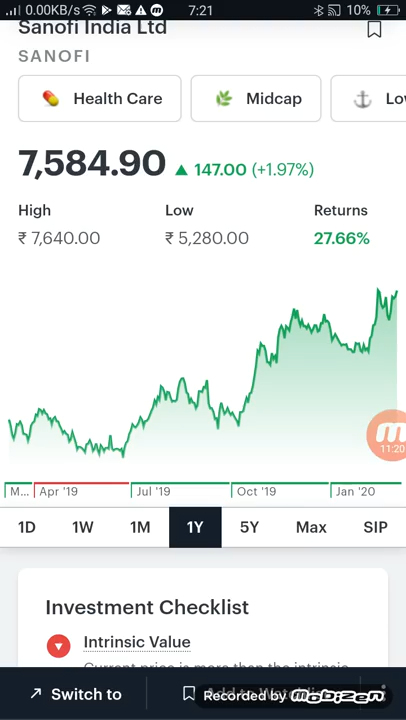 0.00KB/s 7:21 10%
Sanofi India Ltd
SANOFI
Health Care Midcap Lo
7,584.90 ▲ 147.00 (+1.97%)
High Low Returns
₹ 7,640.00 ₹ 5,280.00 27.66%
11:20
M... Apr '19 Jul '19 Oct '19 Jan '20
1D 1W 1M 1Y 5Y Max SIP
Investment Checklist
Intrinsic Value
Current price is more than the intrinsic
↗ Switch to Recorded by mobizen